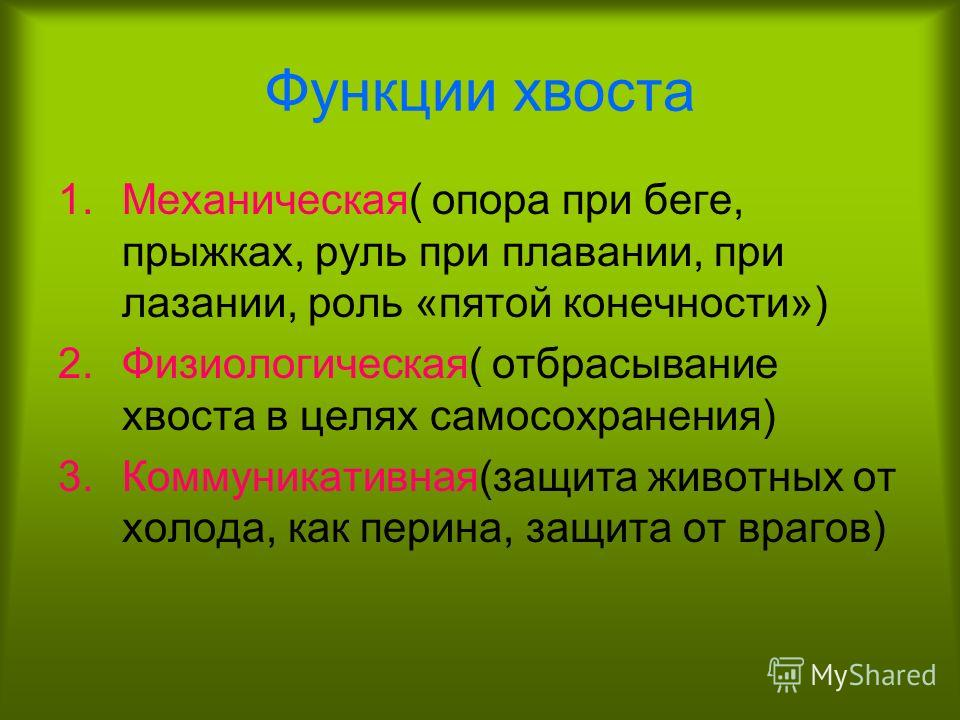 Функции хвоста
1. Механическая( опора при беге,
прыжках, руль при плавании, при
лазании, роль «пятой конечности»)
2. Физиологическая( отбрасывание
хвоста в целях самосохранения)
3. Коммуникативная(защита животных от
холода, как перина, защита от врагов)
MyShared